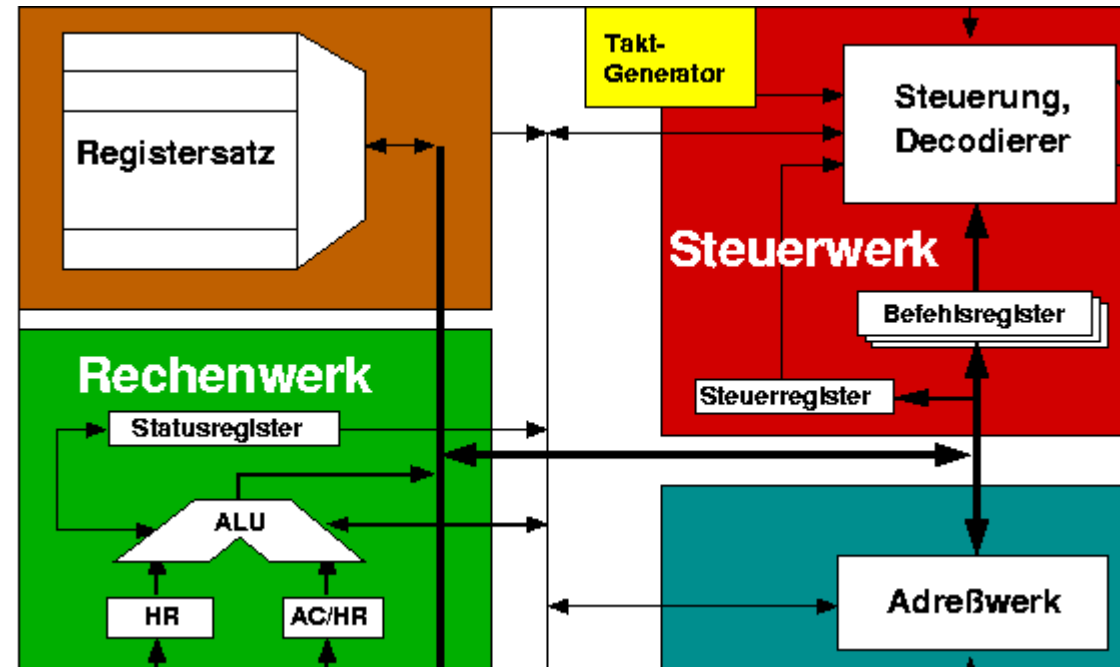 Takt-
Generator
Steuerung,
Decodierer
Registersatz
Steuerwerk
Befehlsregister
Rechenwerk
Steuerregister
Statusregister
ALU
HR
AC/HR
Adreßwerk